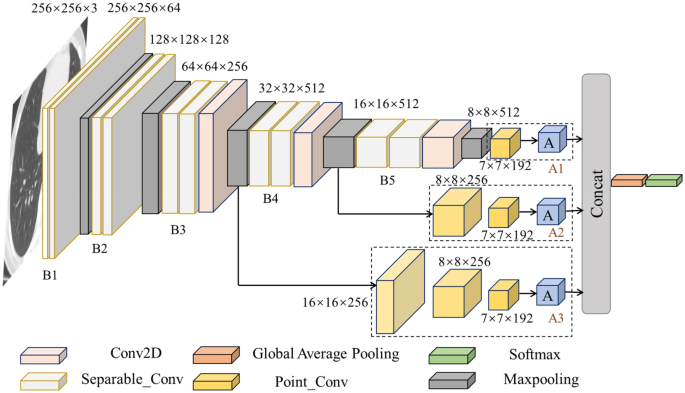 256×256×3 256×256×64
128×128×128
64×64×256
32×32×512
16×16×512
8×8×512
A
7×7×192 A1
B5
8×8×256
B4
A
7×7×192 A2
B3
B2
B1
8×8×256
16×16×256
A
7×7×192 A3
Concat
Conv2D Global Average Pooling Softmax
Separable_Conv Point_Conv Maxpooling